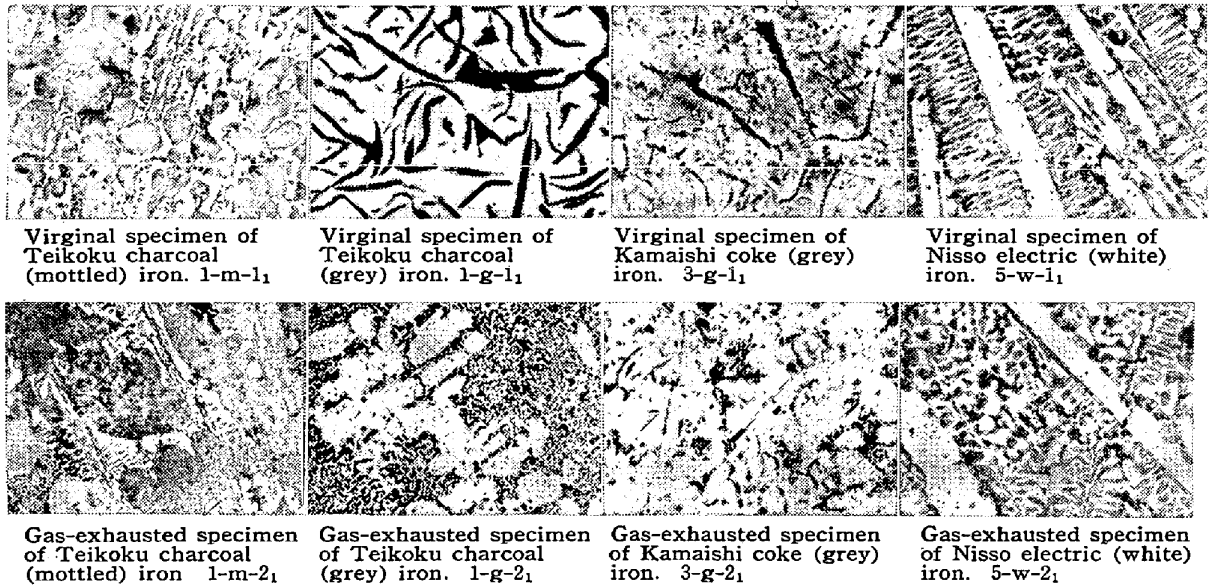 Virginal specimen of
Teikoku charcoal
(mottled) iron. 1-m-1₁
Virginal specimen of
Teikoku charcoal
(grey) iron. 1-g-1₁
Virginal specimen of
Kamaishi coke (grey)
iron. 3-g-1₁
Virginal specimen of
Nisso electric (white)
iron. 5-w-1₁
Gas-exhausted specimen
of Teikoku charcoal
(mottled) iron 1-m-2₁
Gas-exhausted specimen
of Teikoku charcoal
(grey) iron. 1-g-2₁
Gas-exhausted specimen
of Kamaishi coke (grey)
iron. 3-g-2₁
Gas-exhausted specimen
of Nisso electric (white)
iron. 5-w-2₁